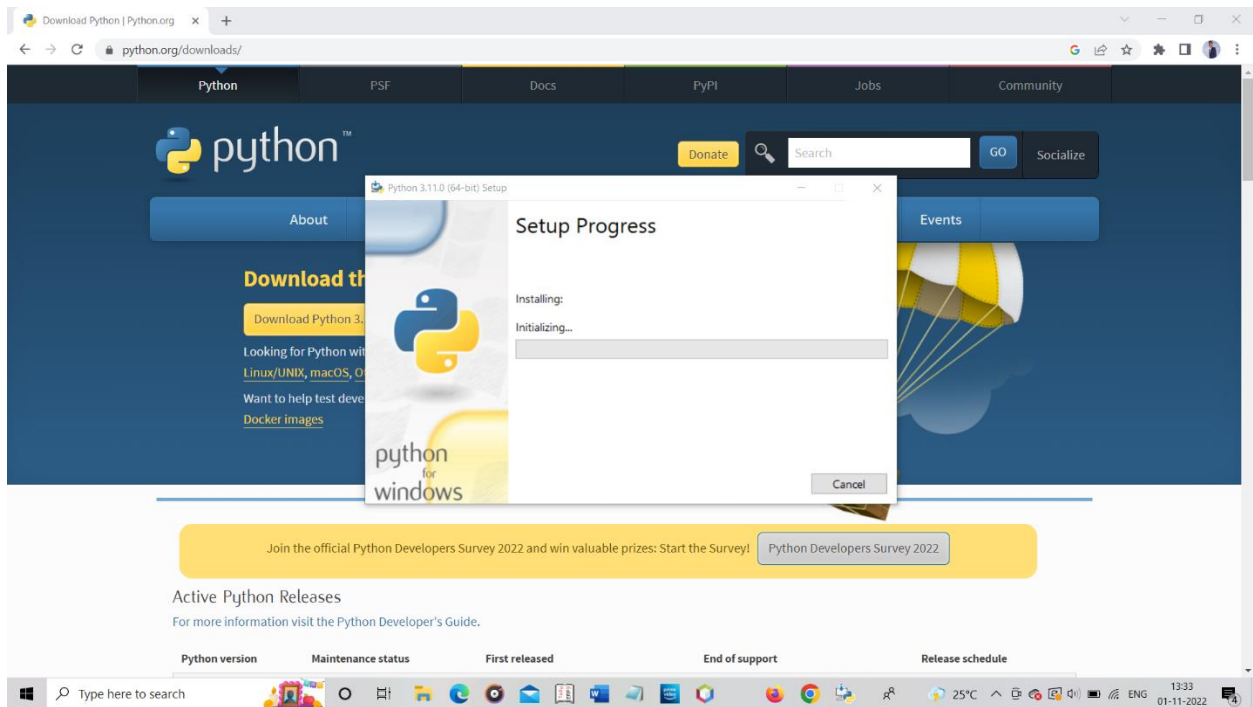 Download Python | Python.org
python.org/downloads/
Python PSF Docs PyPI Jobs Community
python™
Donate Search GO Socialize
Python 3.11.0 (64-bit) Setup
About Events
Setup Progress
Download th
Installing:
Download Python 3.
Initializing...
Looking for Python wit
Linux/UNIX, macOS, O
Want to help test deve
Docker images
python
for
windows
Cancel
Join the official Python Developers Survey 2022 and win valuable prizes: Start the Survey! Python Developers Survey 2022
Active Python Releases
For more information visit the Python Developer's Guide.
Python version Maintenance status First released End of support Release schedule
Type here to search 25°C ENG 13:33
01-11-2022
4